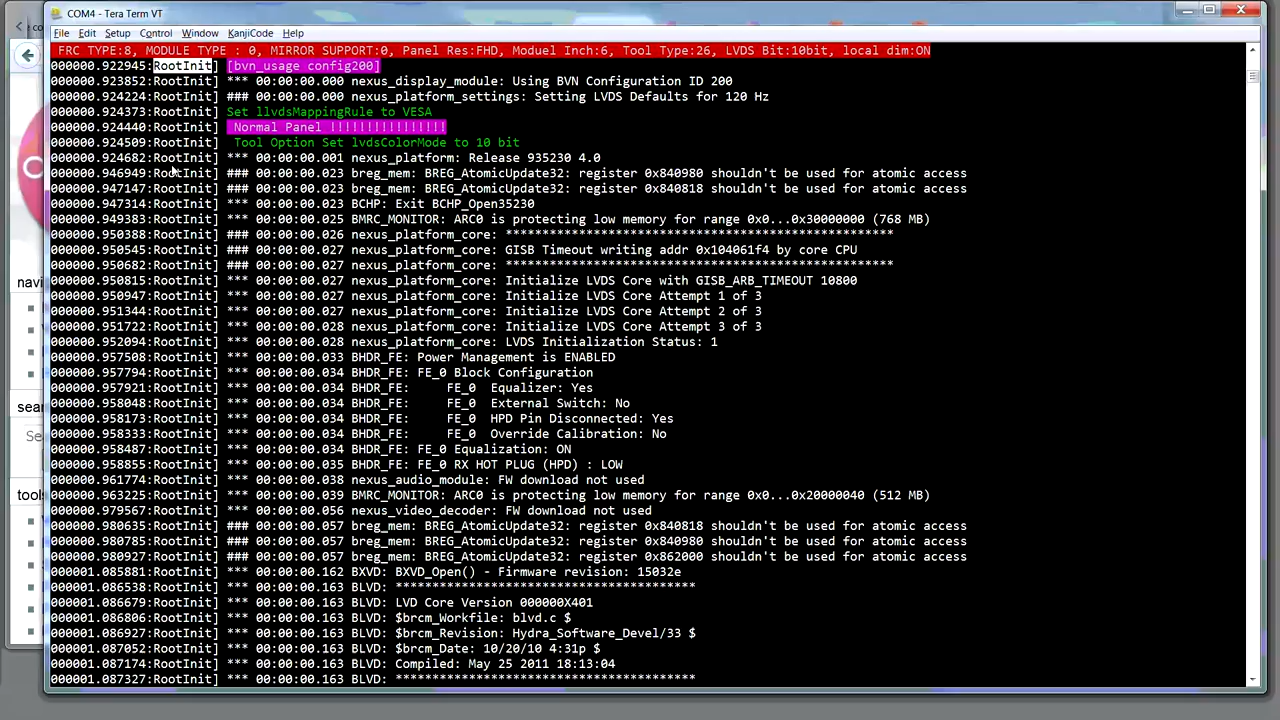 COM4 - Tera Term VT
File Edit Setup Control Window KanjiCode Help
FRC TYPE:8, MODULE TYPE : 0, MIRROR SUPPORT:0, Panel Res:FHD, Moduel Inch:6, Tool Type:26, LVDS Bit:10bit, local dim:ON
000000.922945:RootInit] [bvn_usage config200]
000000.923852:RootInit] *** 00:00:00.000 nexus_display_module: Using BVN Configuration ID 200
000000.924224:RootInit] ### 00:00:00.000 nexus_platform_settings: Setting LVDS Defaults for 120 Hz
000000.924373:RootInit] Set llvdsMappingRule to VESA
000000.924440:RootInit] Normal Panel !!!!!!!!!!!!!!!!
000000.924509:RootInit] Tool Option Set lvdsColorMode to 10 bit
000000.924682:RootInit] *** 00:00:00.001 nexus_platform: Release 935230 4.0
000000.946949:RootInit] ### 00:00:00.023 breg_mem: BREG_AtomicUpdate32: register 0x840980 shouldn't be used for atomic access
000000.947147:RootInit] ### 00:00:00.023 breg_mem: BREG_AtomicUpdate32: register 0x840818 shouldn't be used for atomic access
000000.947314:RootInit] *** 00:00:00.023 BCHP: Exit BCHP_Open35230
000000.949383:RootInit] *** 00:00:00.025 BMRC_MONITOR: ARC0 is protecting low memory for range 0x0...0x30000000 (768 MB)
000000.950388:RootInit] ### 00:00:00.026 nexus_platform_core: *****************************************************
000000.950545:RootInit] ### 00:00:00.027 nexus_platform_core: GISB Timeout writing addr 0x104061f4 by core CPU
000000.950682:RootInit] ### 00:00:00.027 nexus_platform_core: *****************************************************
000000.950815:RootInit] *** 00:00:00.027 nexus_platform_core: Initialize LVDS Core with GISB_ARB_TIMEOUT 10800
000000.950947:RootInit] *** 00:00:00.027 nexus_platform_core: Initialize LVDS Core Attempt 1 of 3
000000.951344:RootInit] *** 00:00:00.027 nexus_platform_core: Initialize LVDS Core Attempt 2 of 3
000000.951722:RootInit] *** 00:00:00.028 nexus_platform_core: Initialize LVDS Core Attempt 3 of 3
000000.952094:RootInit] *** 00:00:00.028 nexus_platform_core: LVDS Initialization Status: 1
000000.957508:RootInit] *** 00:00:00.033 BHDR_FE: Power Management is ENABLED
000000.957794:RootInit] *** 00:00:00.034 BHDR_FE: FE_0 Block Configuration
000000.957921:RootInit] *** 00:00:00.034 BHDR_FE: FE_0 Equalizer: Yes
000000.958048:RootInit] *** 00:00:00.034 BHDR_FE: FE_0 External Switch: No
000000.958173:RootInit] *** 00:00:00.034 BHDR_FE: FE_0 HPD Pin Disconnected: Yes
000000.958333:RootInit] *** 00:00:00.034 BHDR_FE: FE_0 Override Calibration: No
000000.958487:RootInit] *** 00:00:00.034 BHDR_FE: FE_0 Equalization: ON
000000.958855:RootInit] *** 00:00:00.035 BHDR_FE: FE_0 RX HOT PLUG (HPD) : LOW
000000.961774:RootInit] *** 00:00:00.038 nexus_audio_module: FW download not used
000000.963225:RootInit] *** 00:00:00.039 BMRC_MONITOR: ARC0 is protecting low memory for range 0x0...0x20000040 (512 MB)
000000.979567:RootInit] *** 00:00:00.056 nexus_video_decoder: FW download not used
000000.980635:RootInit] ### 00:00:00.057 breg_mem: BREG_AtomicUpdate32: register 0x840818 shouldn't be used for atomic access
000000.980785:RootInit] ### 00:00:00.057 breg_mem: BREG_AtomicUpdate32: register 0x840980 shouldn't be used for atomic access
000000.980927:RootInit] ### 00:00:00.057 breg_mem: BREG_AtomicUpdate32: register 0x862000 shouldn't be used for atomic access
000001.085881:RootInit] *** 00:00:00.162 BXVD: BXVD_Open() - Firmware revision: 15032e
000001.086538:RootInit] *** 00:00:00.163 BLVD: *****************************************
000001.086679:RootInit] *** 00:00:00.163 BLVD: LVD Core Version 000000X401
000001.086806:RootInit] *** 00:00:00.163 BLVD: $brcm_Workfile: blvd.c $
000001.086927:RootInit] *** 00:00:00.163 BLVD: $brcm_Revision: Hydra_Software_Devel/33 $
000001.087052:RootInit] *** 00:00:00.163 BLVD: $brcm_Date: 10/20/10 4:31p $
000001.087174:RootInit] *** 00:00:00.163 BLVD: Compiled: May 25 2011 18:13:04
000001.087327:RootInit] *** 00:00:00.163 BLVD: *****************************************
navi
sear
Se
tools